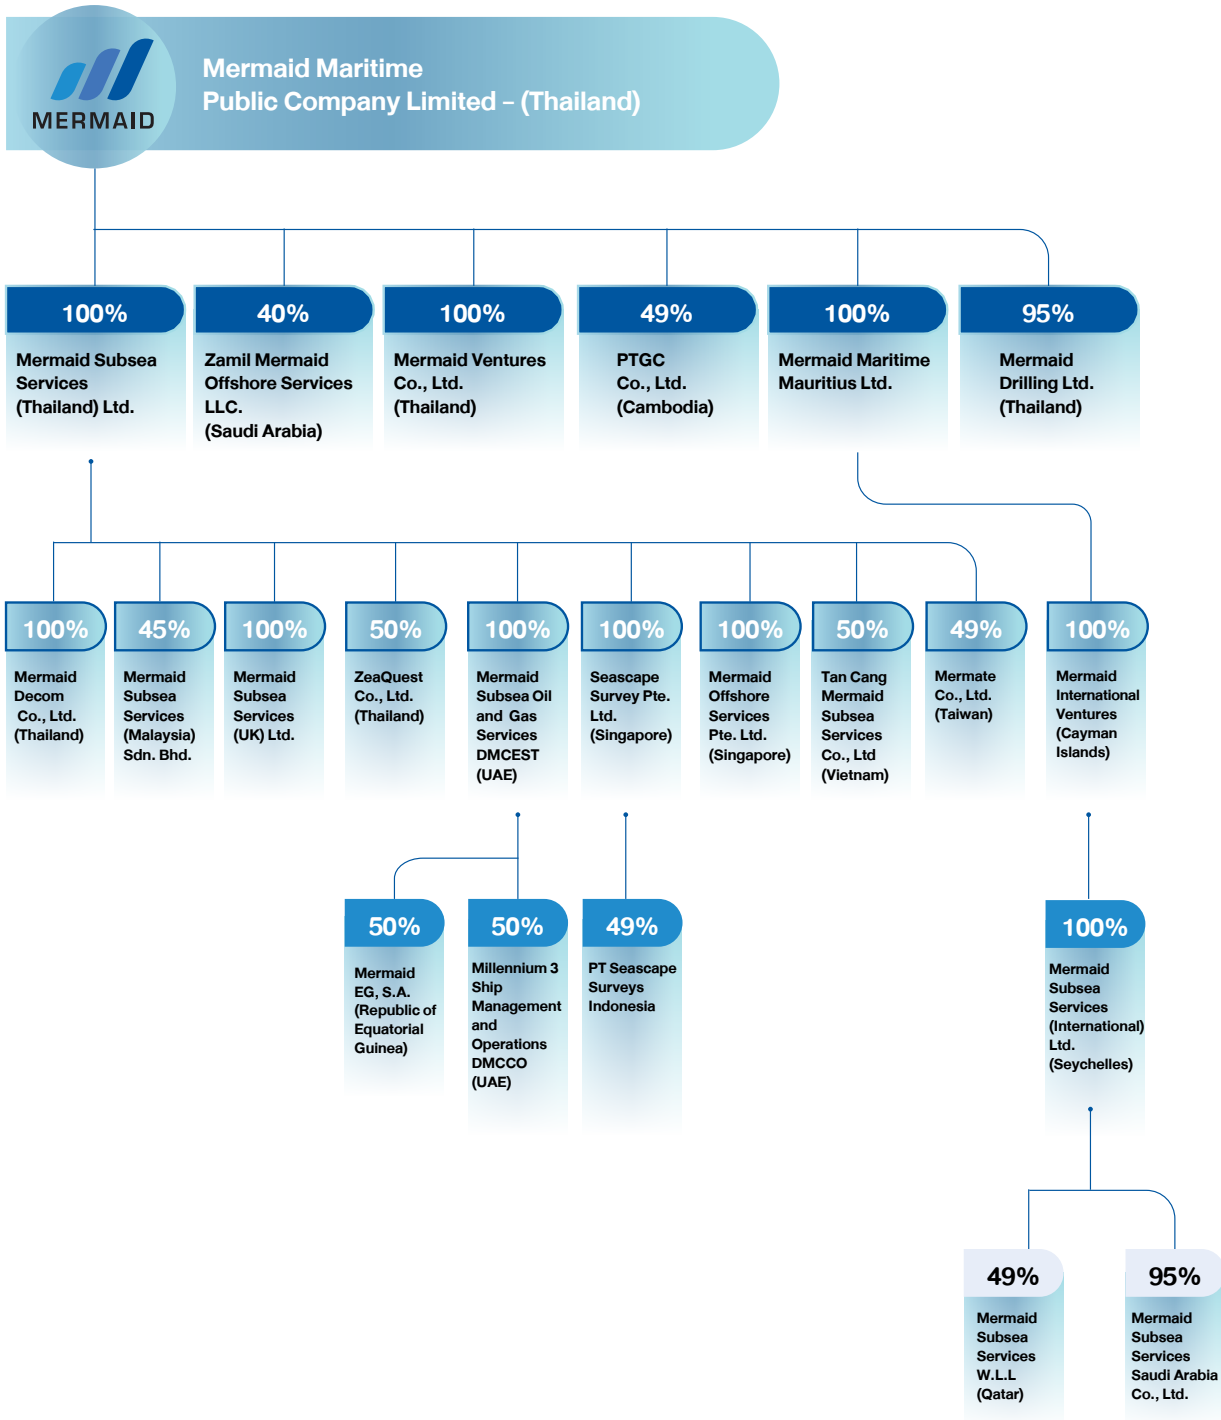 MERMAID
Mermaid Maritime
Public Company Limited – (Thailand)
100%
Mermaid Subsea
Services
(Thailand) Ltd.
40%
Zamil Mermaid
Offshore Services
LLC.
(Saudi Arabia)
100%
Mermaid Ventures
Co., Ltd.
(Thailand)
49%
PTGC
Co., Ltd.
(Cambodia)
100%
Mermaid Maritime
Mauritius Ltd.
95%
Mermaid
Drilling Ltd.
(Thailand)
100%
Mermaid
Decom
Co., Ltd.
(Thailand)
45%
Mermaid
Subsea
Services
(Malaysia)
Sdn. Bhd.
100%
Mermaid
Subsea
Services
(UK) Ltd.
50%
ZeaQuest
Co., Ltd.
(Thailand)
100%
Mermaid
Subsea Oil
and Gas
Services
DMCEST
(UAE)
100%
Seascape
Survey Pte.
Ltd.
(Singapore)
100%
Mermaid
Offshore
Services
Pte. Ltd.
(Singapore)
50%
Tan Cang
Mermaid
Subsea
Services
Co., Ltd
(Vietnam)
49%
Mermate
Co., Ltd.
(Taiwan)
100%
Mermaid
International
Ventures
(Cayman
Islands)
50%
Mermaid
EG, S.A.
(Republic of
Equatorial
Guinea)
50%
Millennium 3
Ship
Management
and
Operations
DMCCO
(UAE)
49%
PT Seascape
Surveys
Indonesia
100%
Mermaid
Subsea
Services
(International)
Ltd.
(Seychelles)
49%
Mermaid
Subsea
Services
W.L.L
(Qatar)
95%
Mermaid
Subsea
Services
Saudi Arabia
Co., Ltd.